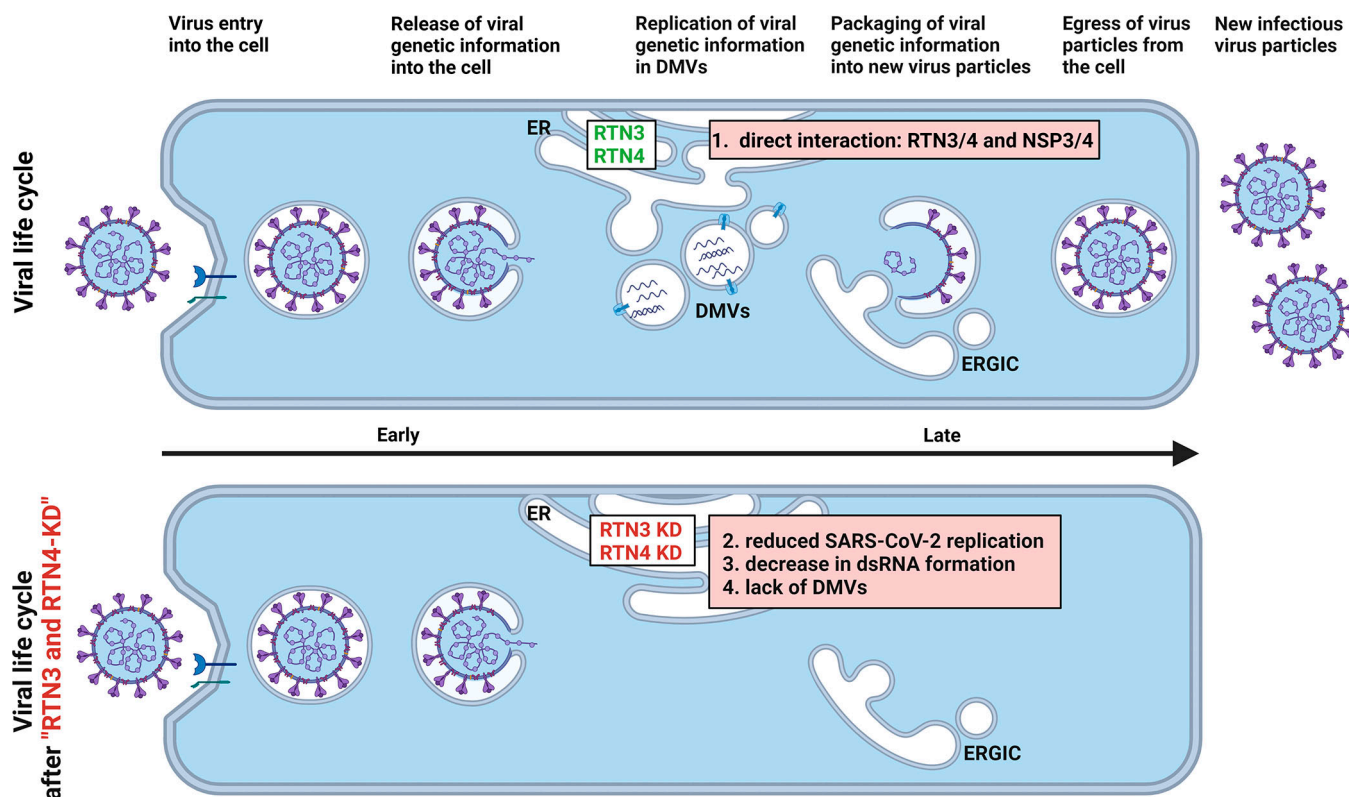 Virus entry
into the cell
Release of viral
genetic information
into the cell
Replication of viral
genetic information
in DMVs
Packaging of viral
genetic information
into new virus particles
Egress of virus
particles from
the cell
New infectious
virus particles
Viral life cycle
ER
RTN3
RTN4
1. direct interaction: RTN3/4 and NSP3/4
DMVs
ERGIC
Early
Late
Viral life cycle
after "RTN3 and RTN4-KD"
ER
RTN3 KD
RTN4 KD
2. reduced SARS-CoV-2 replication
3. decrease in dsRNA formation
4. lack of DMVs
ERGIC